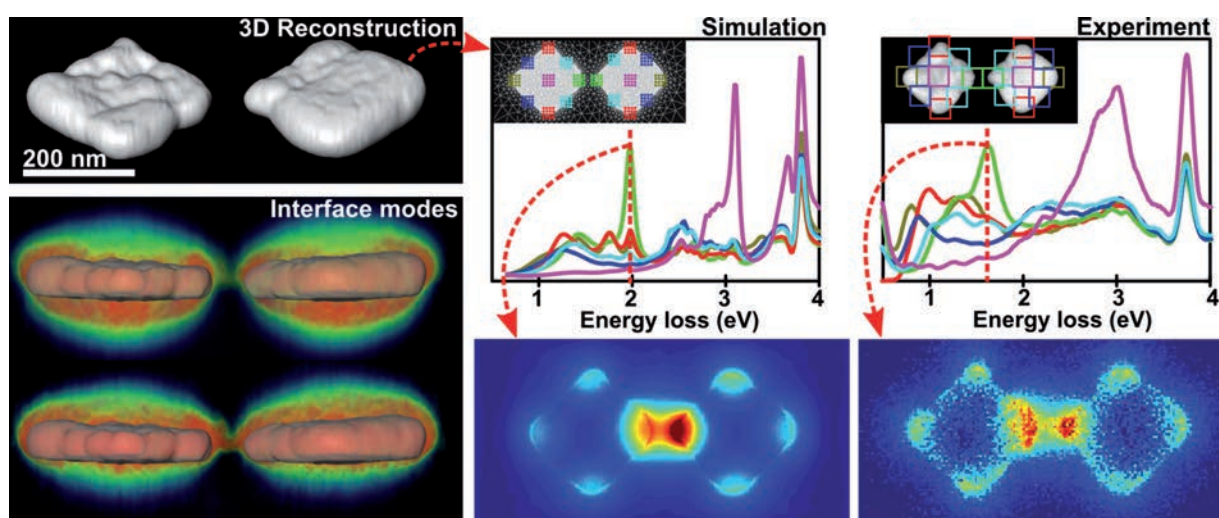 3D Reconstruction
200 nm
Interface modes
Simulation
1 2 3 4
Energy loss (eV)
Experiment
1 2 3 4
Energy loss (eV)